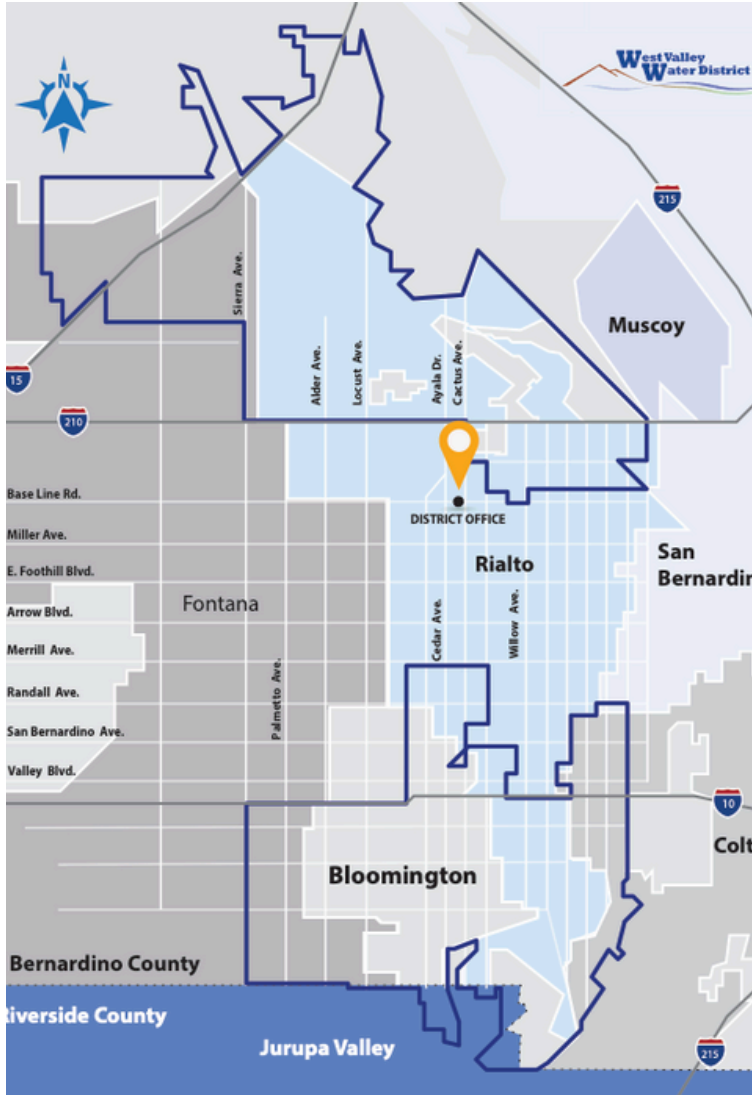 N
West Valley
Water District
215
Sierra Ave.
Muscoy
Alder Ave.
Locust Ave.
Ayala Dr.
Cactus Ave.
15
210
Base Line Rd.
DISTRICT OFFICE
Miller Ave.
Rialto
San
Bernardin
E. Foothill Blvd.
Fontana
Arrow Blvd.
Cedar Ave.
Willow Ave.
Merrill Ave.
Palmetto Ave.
Randall Ave.
San Bernardino Ave.
Valley Blvd.
10
Colt
Bloomington
Bernardino County
Riverside County
Jurupa Valley
215